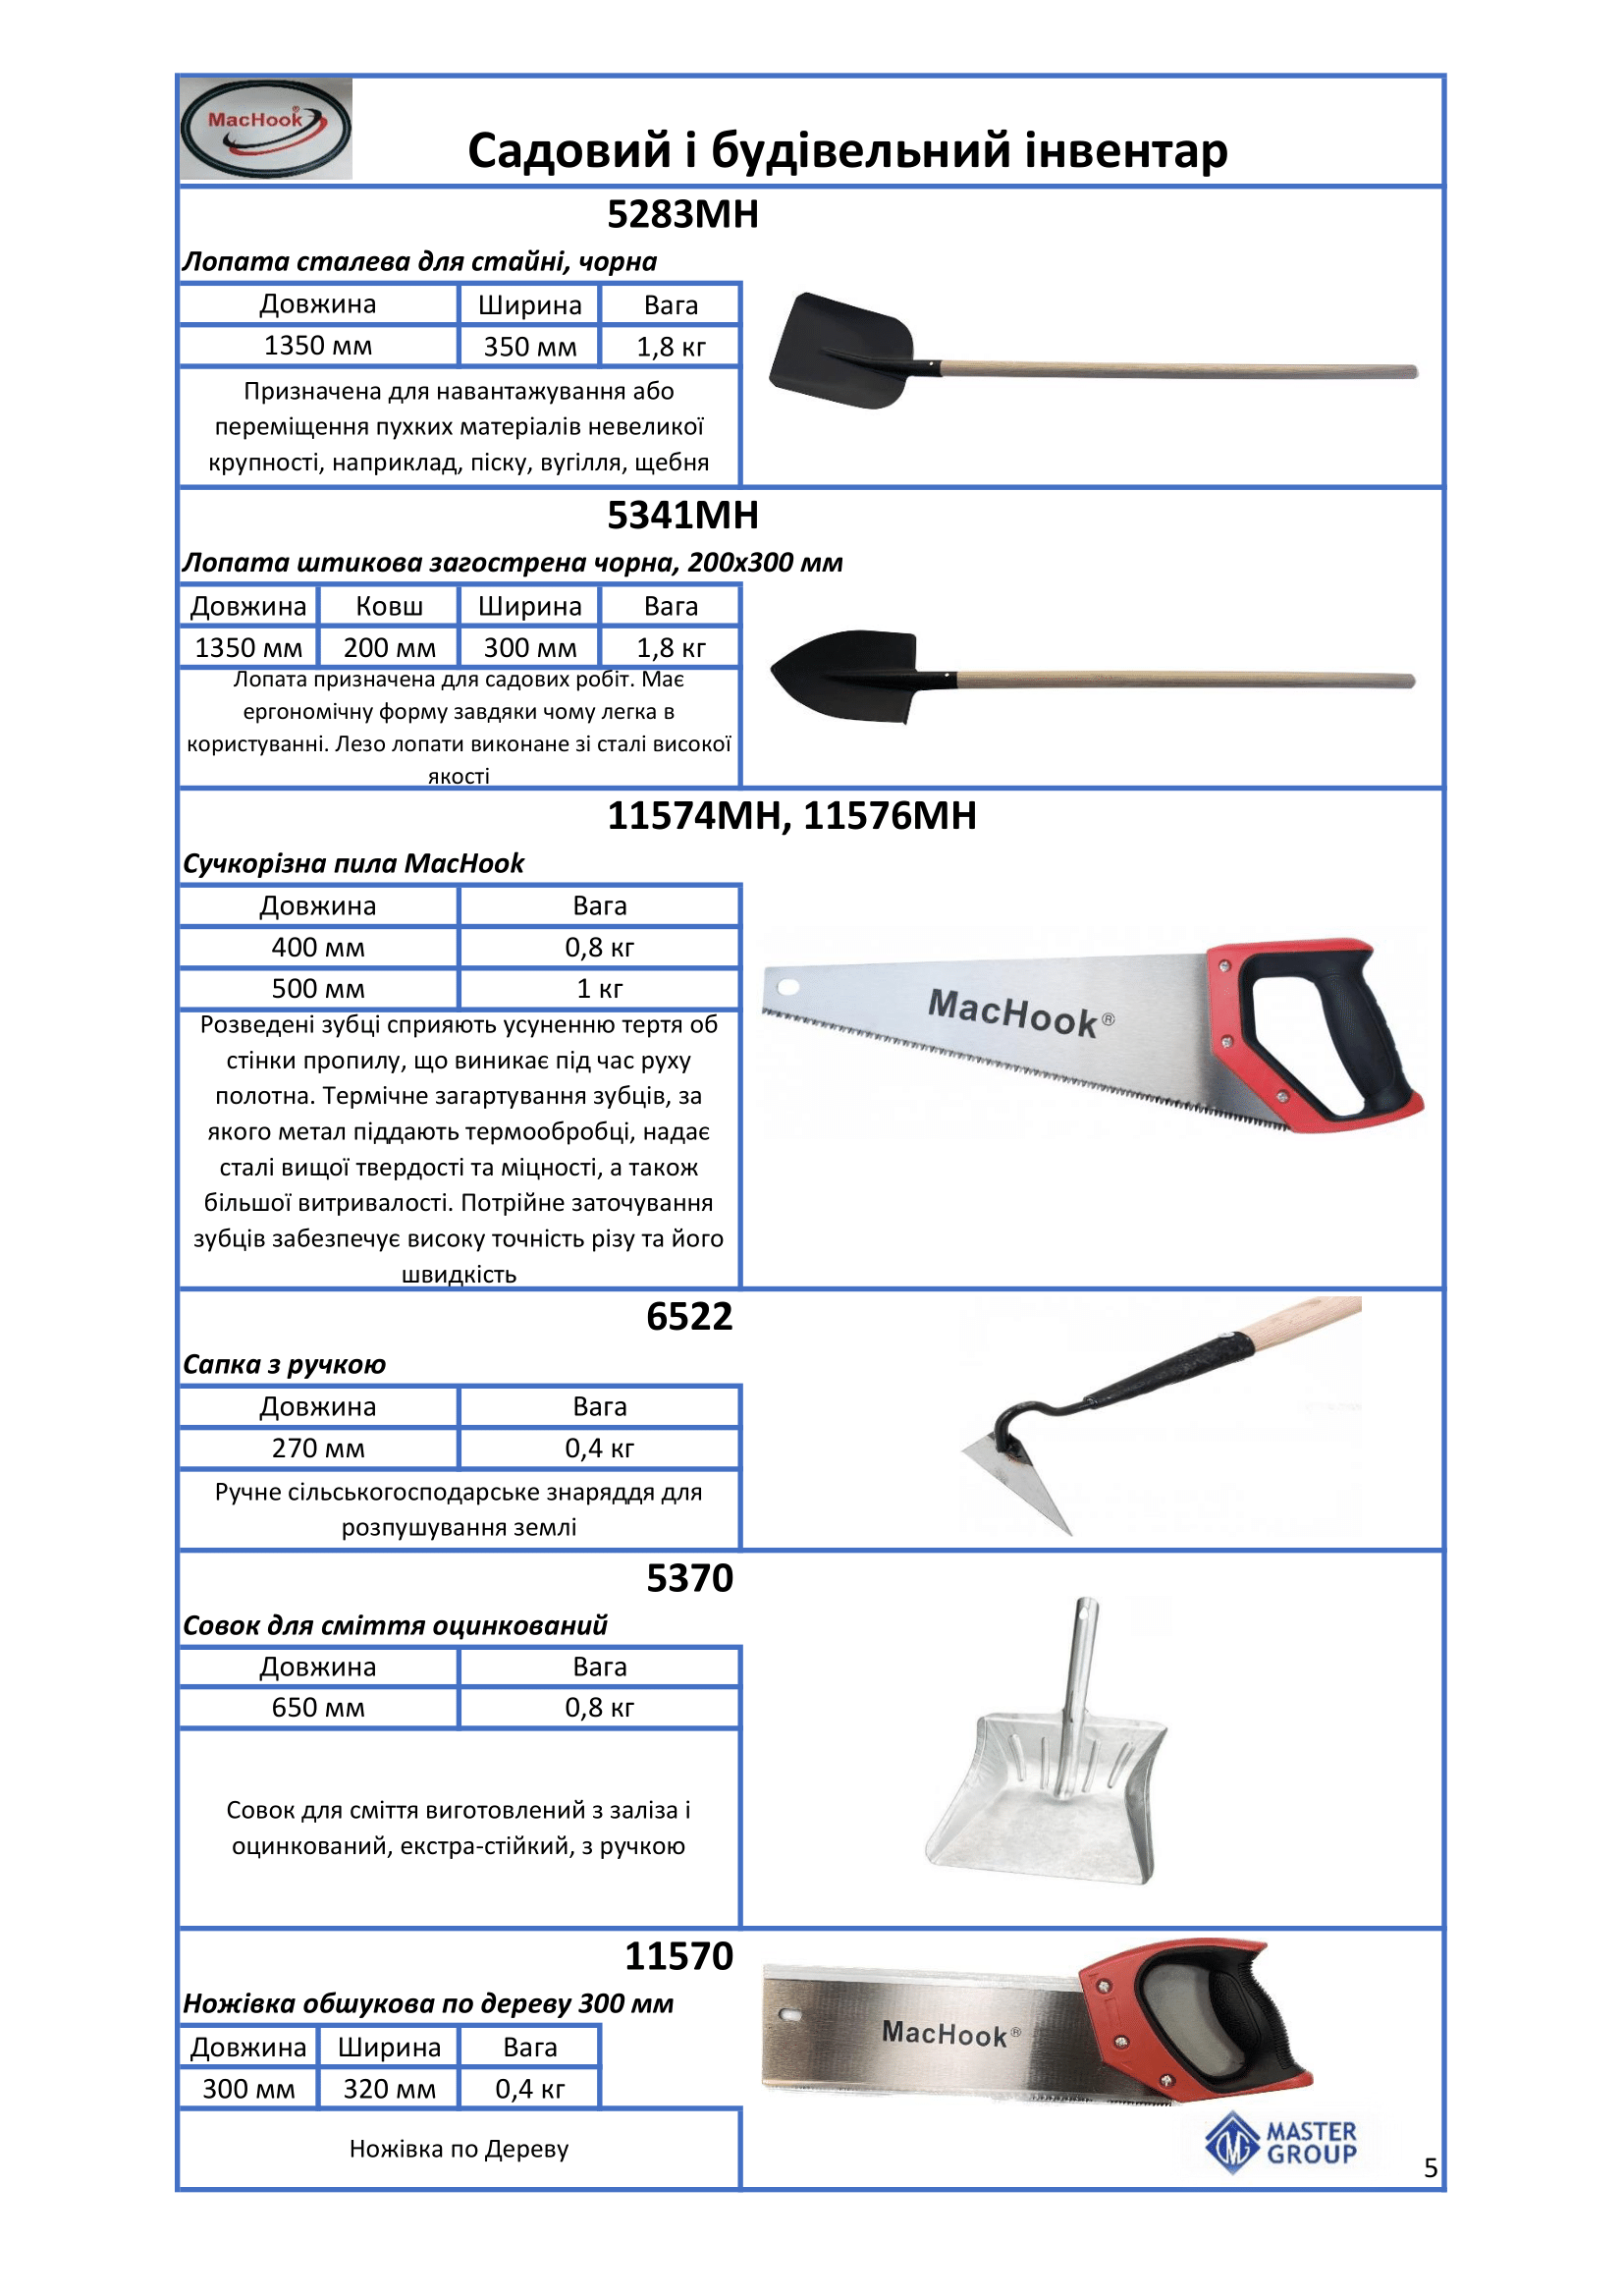 MacHook®
Садовий і будівельний інвентар
5283МН
Лопата сталева для стайні, чорна
Довжина Ширина Вага
1350 мм 350 мм 1,8 кг
Призначена для навантажування або
переміщення пухких матеріалів невеликої
крупності, наприклад, піску, вугілля, щебня
5341МН
Лопата штикова загострена чорна, 200х300 мм
Довжина Ковш Ширина Вага
1350 мм 200 мм 300 мм 1,8 кг
Лопата призначена для садових робіт. Має
ергономічну форму завдяки чому легка в
користуванні. Лезо лопати виконане зі сталі високої
якості
11574МН, 11576МН
Сучкорізна пила MacHook
Довжина Вага
400 мм 0,8 кг
500 мм 1 кг
Розведені зубці сприяють усуненню тертя об
стінки пропилу, що виникає під час руху
полотна. Термічне загартування зубців, за
якого метал піддають термообробці, надає
сталі вищої твердості та міцності, а також
більшої витривалості. Потрійне заточування
зубців забезпечує високу точність різу та його
швидкість
MacHook®
6522
Сапка з ручкою
Довжина Вага
270 мм 0,4 кг
Ручне сільськогосподарське знаряддя для
розпушування землі
5370
Совок для сміття оцинкований
Довжина Вага
650 мм 0,8 кг
Совок для сміття виготовлений з заліза і
оцинкований, екстра-стійкий, з ручкою
11570
Ножівка обшукова по дереву 300 мм
Довжина Ширина Вага
300 мм 320 мм 0,4 кг
Ножівка по Дереву
MacHook®
MASTER
GROUP
5